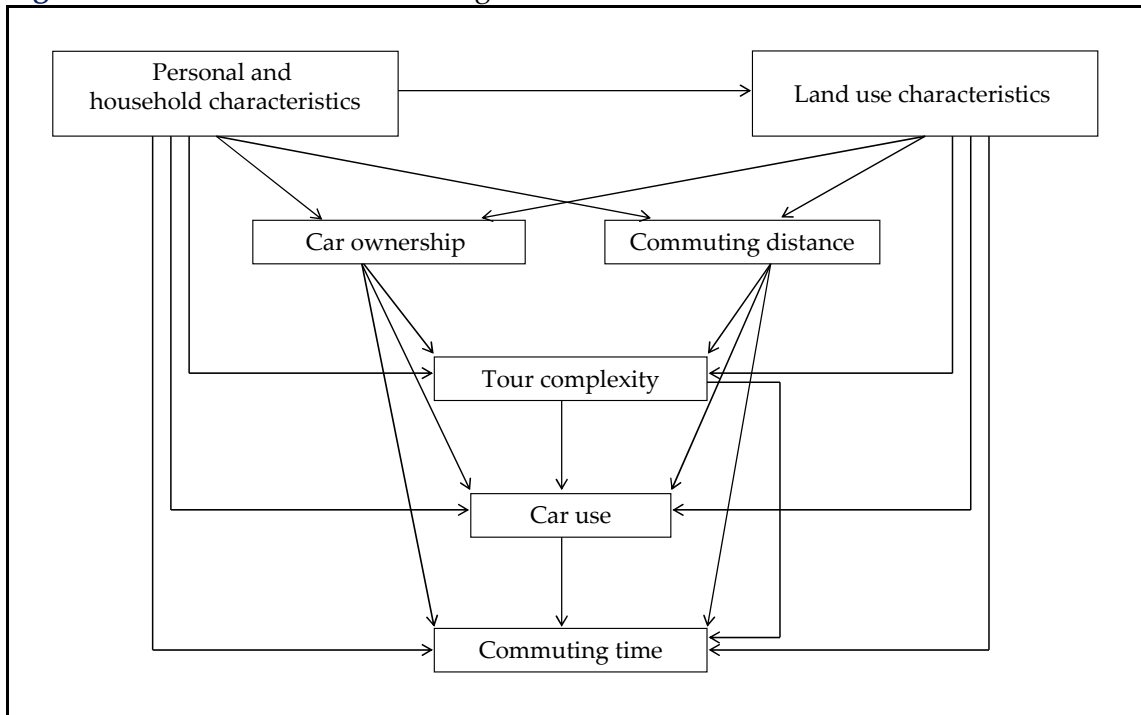 Personal and
household characteristics
Land use characteristics
Car ownership
Commuting distance
Tour complexity
Car use
Commuting time